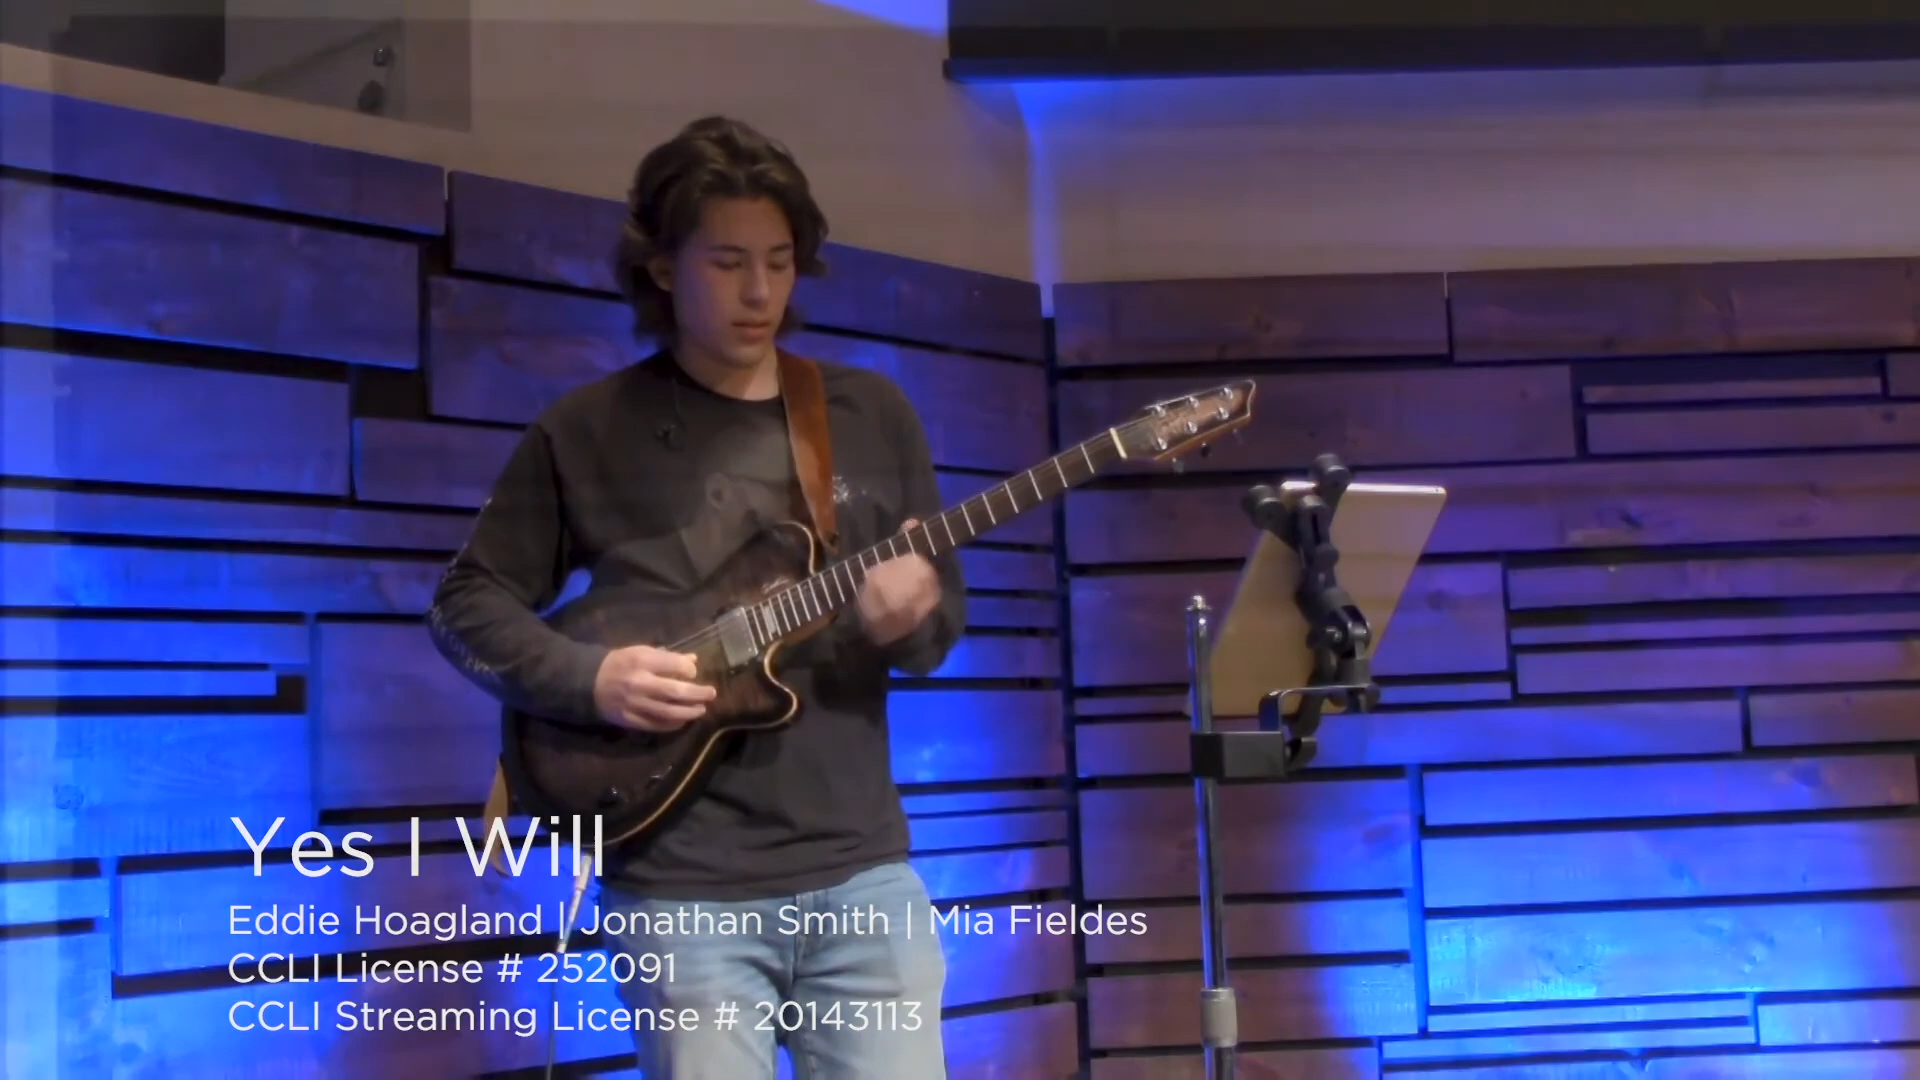 Yes I Will
Eddie Hoagland | Jonathan Smith | Mia Fieldes
CCLI License # 252091
CCLI Streaming License # 20143113